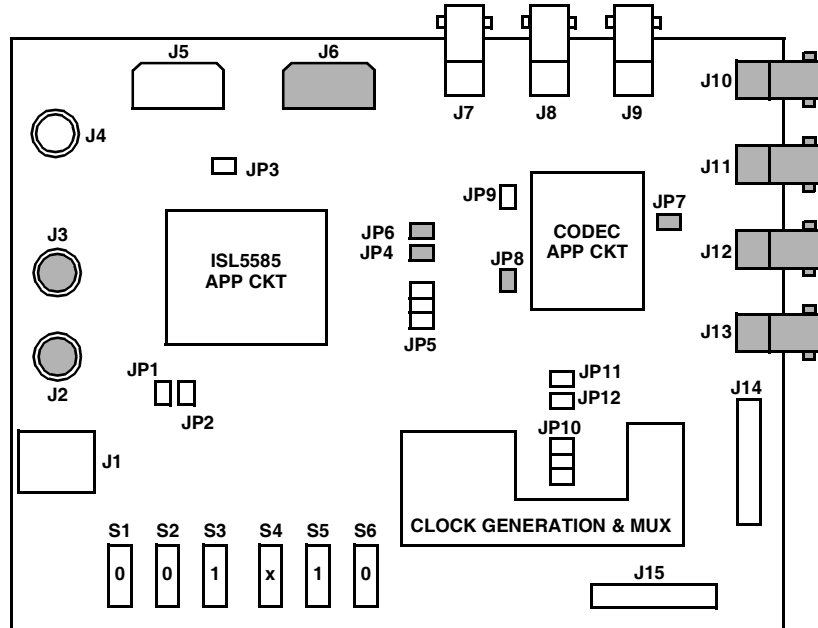 J5
J6
J7
J8
J9
J10
J4
JP3
J11
JP9
JP7
J3
ISL5585
APP CKT
JP6
JP4
CODEC
APP CKT
JP8
J12
J13
JP5
JP1
J2
JP2
JP11
JP12
J14
JP10
J1
CLOCK GENERATION & MUX
S1 S2 S3 S4 S5 S6
0 0 1 x 1 0
J15